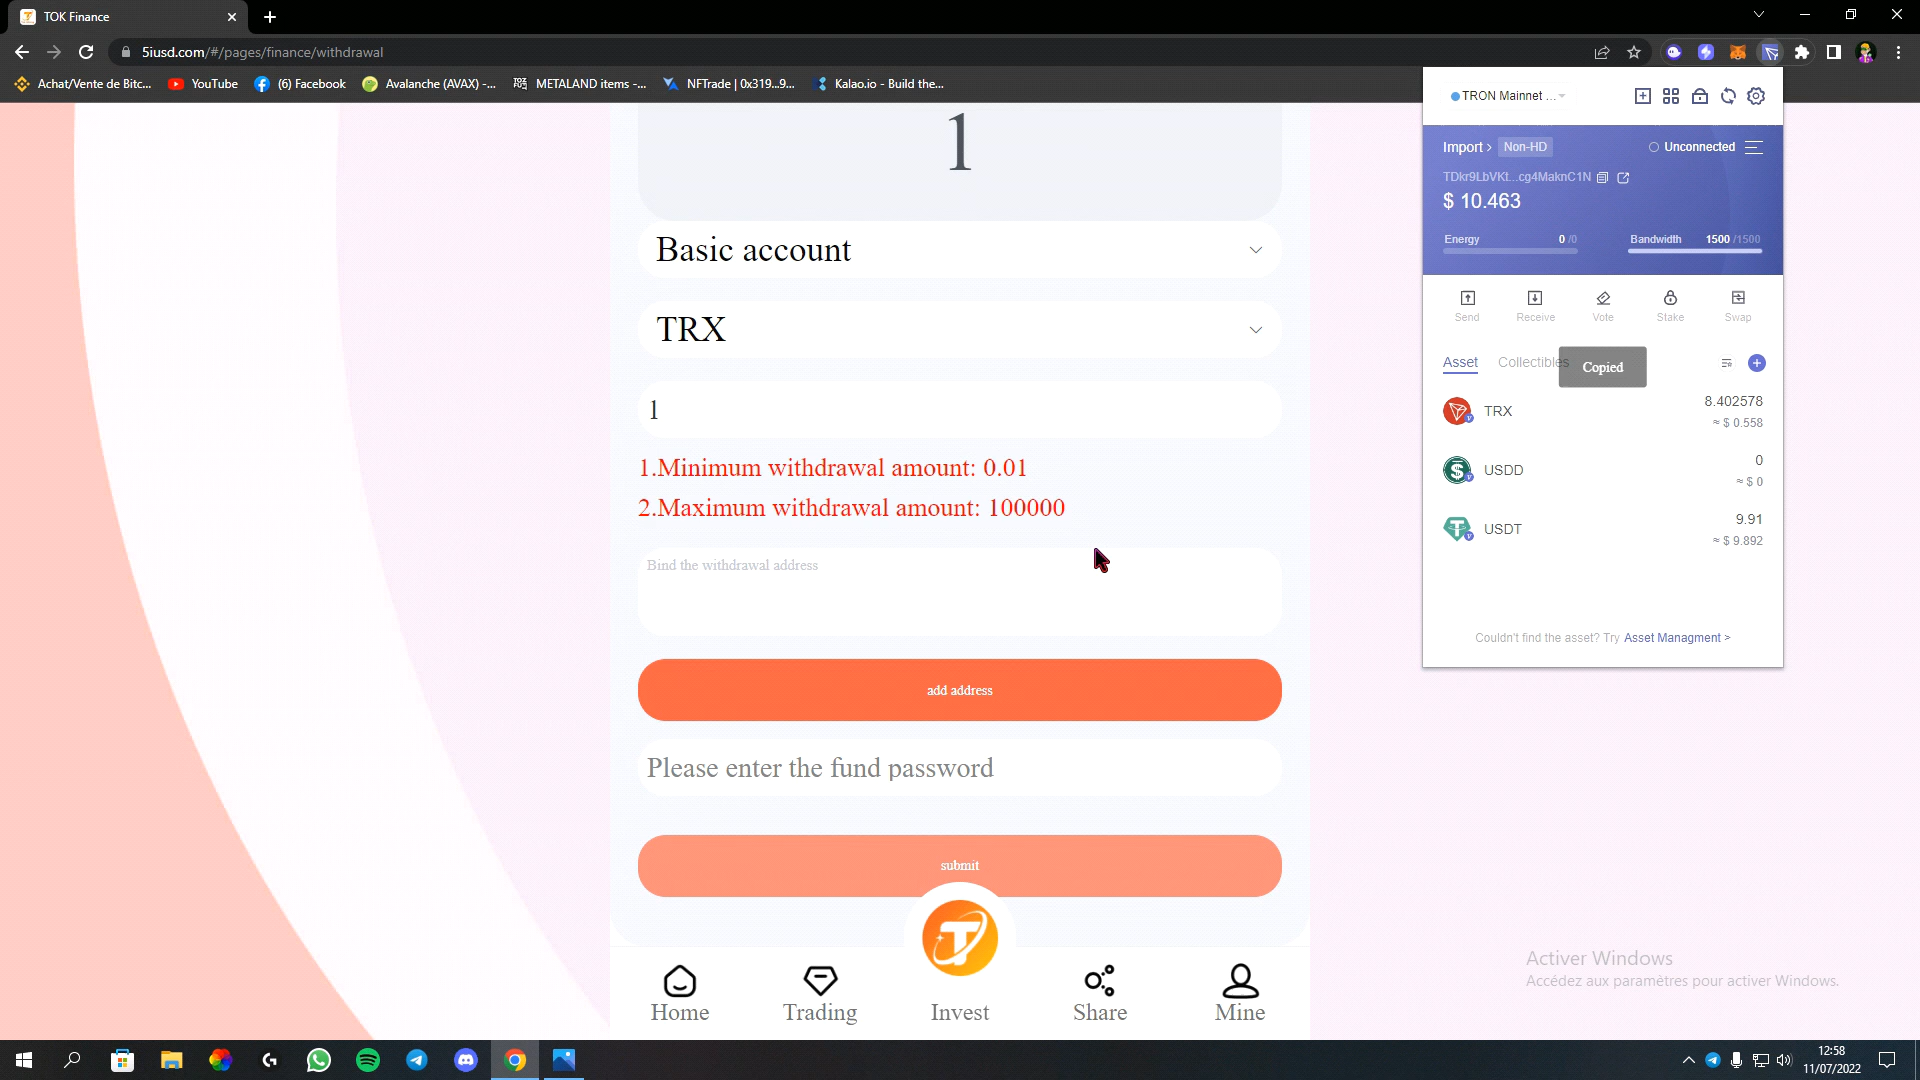 TOK Finance
5iusd.com/#/pages/finance/withdrawal
Achat/Vente de Bitc...
YouTube
(6) Facebook
Avalanche (AVAX) -...
METALAND items -...
NFTrade | 0x319...9...
Kalao.io - Build the...
1
Basic account
TRX
1
1.Minimum withdrawal amount: 0.01
2.Maximum withdrawal amount: 100000
Bind the withdrawal address
add address
Please enter the fund password
submit
Home
Trading
Invest
Share
Mine
TRON Mainnet ...
Import >
Non-HD
Unconnected
TDkr9LbVKt...cg4MaknC1N
$ 10.463
Energy
0 /0
Bandwidth
1500 /1500
Send
Receive
Vote
Stake
Swap
Asset
Collectibles
Copied
TRX
8.402578
≈ $ 0.558
USDD
0
≈ $ 0
USDT
9.91
≈ $ 9.892
Couldn't find the asset? Try Asset Managment >
Activer Windows
Accédez aux paramètres pour activer Windows.
12:58
11/07/2022